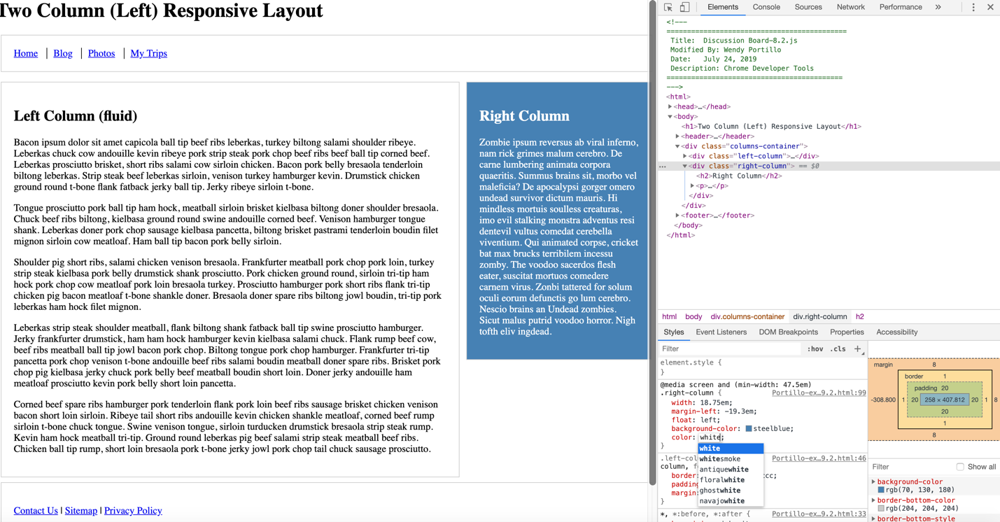 Two Column (Left) Responsive Layout
Home | Blog | Photos | My Trips
Left Column (fluid)
Bacon ipsum dolor sit amet capicola ball tip beef ribs leberkas, turkey biltong salami shoulder ribeye.
Leberkas chuck cow andouille kevin ribeye pork strip steak pork chop beef ribs beef ball tip corned beef.
Leberkas prosciutto brisket, short ribs salami cow sirloin chicken. Bacon pork belly bresaola tenderloin
biltong leberkas. Strip steak beef leberkas sirloin, venison turkey hamburger kevin. Drumstick chicken
ground round t-bone flank fatback jerky ball tip. Jerky ribeye sirloin t-bone.
Tongue prosciutto pork ball tip ham hock, meatball sirloin brisket kielbasa biltong doner shoulder bresaola.
Chuck beef ribs biltong, kielbasa ground round swine andouille corned beef. Venison hamburger tongue
shank. Leberkas doner pork chop sausage kielbasa pancetta, biltong brisket pastrami tenderloin boudin filet
mignon sirloin cow meatloaf. Ham ball tip bacon pork belly sirloin.
Shoulder pig short ribs, salami chicken venison bresaola. Frankfurter meatball pork chop pork loin, turkey
strip steak kielbasa pork belly drumstick shank prosciutto. Pork chicken ground round, sirloin tri-tip ham
hock pork chop cow meatloaf pork loin bresaola turkey. Prosciutto hamburger pork short ribs flank tri-tip
chicken pig bacon meatloaf t-bone shankle doner. Bresaola doner spare ribs biltong jowl boudin, tri-tip pork
leberkas ham hock filet mignon.
Leberkas strip steak shoulder meatball, flank biltong shank fatback ball tip swine prosciutto hamburger.
Jerky frankfurter drumstick, ham ham hock hamburger kevin kielbasa salami chuck. Flank rump beef cow,
beef ribs meatball ball tip jowl bacon pork chop. Biltong tongue pork chop hamburger. Frankfurter tri-tip
pancetta pork chop venison t-bone andouille beef ribs salami boudin meatball doner spare ribs. Brisket pork
chop pig kielbasa jerky chuck pork belly beef meatball boudin short loin. Doner jerky andouille ham
meatloaf prosciutto kevin pork belly short loin pancetta.
Corned beef spare ribs hamburger pork tenderloin flank pork loin beef ribs sausage brisket chicken venison
bacon short loin sirloin. Ribeye tail short ribs andouille kevin chicken shankle meatloaf, corned beef rump
sirloin t-bone chuck tongue. Swine venison tongue, sirloin turducken drumstick bresaola strip steak rump.
Kevin ham hock meatball tri-tip. Ground round leberkas pig beef salami strip steak meatball beef ribs.
Chicken ball tip rump, short loin bresaola pork t-bone jerky jowl pork chop tail chuck sausage prosciutto.
Right Column
Zombie ipsum reversus ab viral inferno,
nam rick grimes malum cerebro. De
carne lumbering animata corpora
quaeritis. Summus brains sit, morbo vel
maleficia? De apocalypsi gorger omero
undead survivor dictum mauris. Hi
mindless mortuis soulless creaturas,
imo evil stalking monstra adventus resi
dentevil vultus comedat cerebella
viventium. Qui animated corpse, cricket
bat max brucks terribilem incessu
zomby. The voodoo sacerdos flesh
eater, suscitat mortuos comedere
carnem virus. Zonbi tattered for solum
oculi eorum defunctis go lum cerebro.
Nescio brains an Undead zombies.
Sicut malus putrid voodoo horror. Nigh
tofth eliv ingdead.
Contact Us | Sitemap | Privacy Policy
Elements Console Sources Network Performance »
<!---
===========================================
Title: Discussion Board-8.2.js
Modified By: Wendy Portillo
Date: July 24, 2019
Description: Chrome Developer Tools
===========================================
--->
<html>
<head>…</head>
<body>
<h1>Two Column (Left) Responsive Layout</h1>
<header>…</header>
<div class="columns-container">
<div class="left-column">…</div>
<div class="right-column"> == $0
<h2>Right Column</h2>
<p>…</p>
</div>
</div>
<footer>…</footer>
</body>
</html>
html body div.columns-container div.right-column h2
Styles Event Listeners DOM Breakpoints Properties Accessibility
Filter :hov .cls +
element.style {
}
@media screen and (min-width: 47.5em)
.right-column { Portillo-ex…9.2.html:99
width: 18.75em;
margin-left: -19.3em;
float: left;
background-color: steelblue;
color: white;
}
white
whitesmoke
antiquewhite
floralwhite
ghostwhite
navajowhite
.left-col Portillo-ex…9.2.html:46
column, f
border: ccc;
padding
margin:
}
*, *:before, *:after { Portillo-ex…9.2.html:33
margin 8
border 1
padding 20
-308.800 1 20 258 × 407.812 20 1 8
20
1
8
Filter Show all
background-color
rgb(70, 130, 180)
border-bottom-color
rgb(204, 204, 204)
border-bottom-style